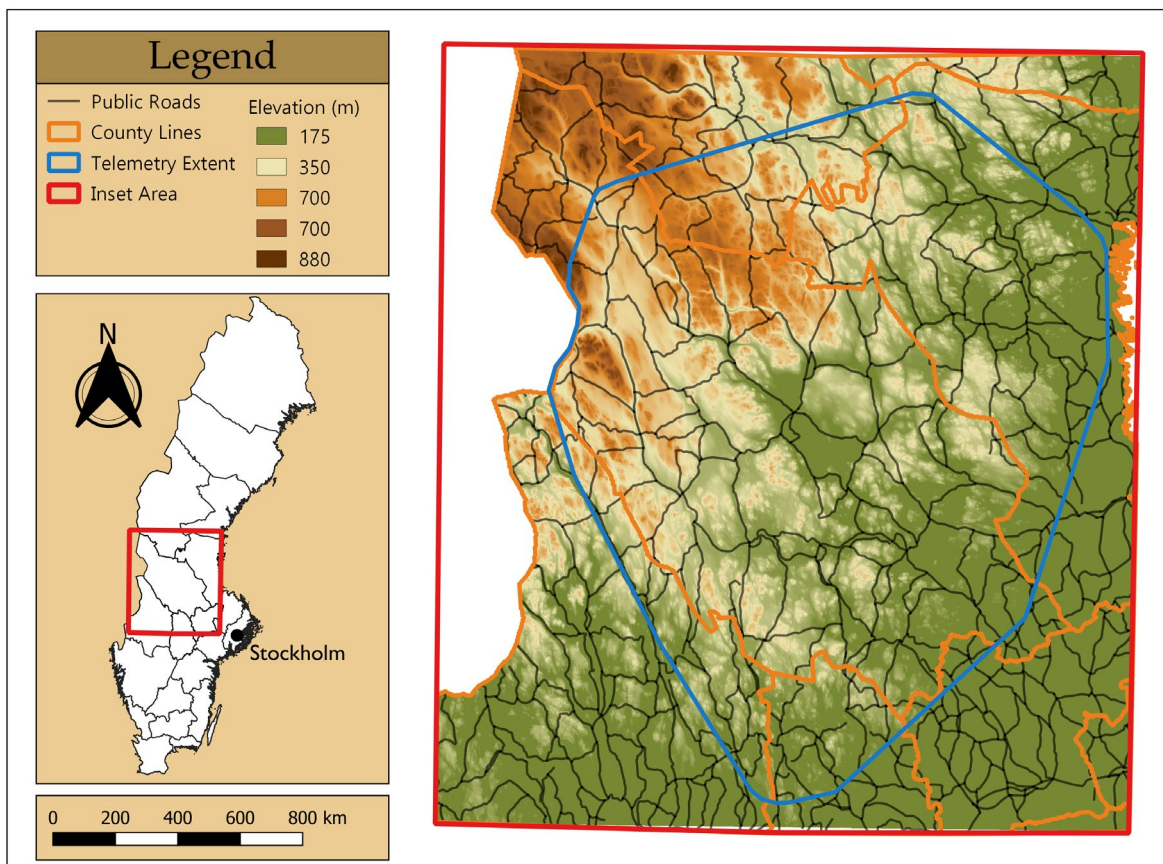 Legend
Public Roads
County Lines
Telemetry Extent
Inset Area
Elevation (m)
175
350
700
700
880
N
Stockholm
0 200 400 600 800 km